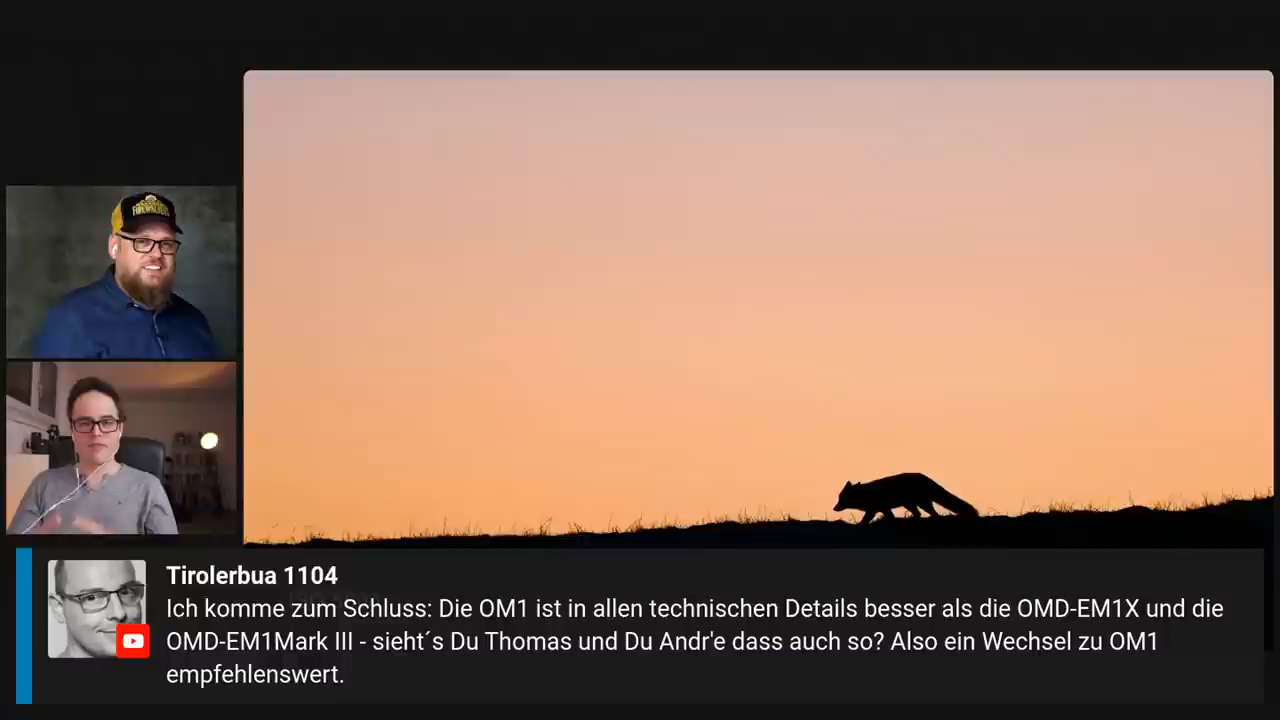 Tirolerbua 1104
Ich komme zum Schluss: Die OM1 ist in allen technischen Details besser als die OMD-EM1X und die
OMD-EM1Mark III - sieht´s Du Thomas und Du Andr'e dass auch so? Also ein Wechsel zu OM1
empfehlenswert.